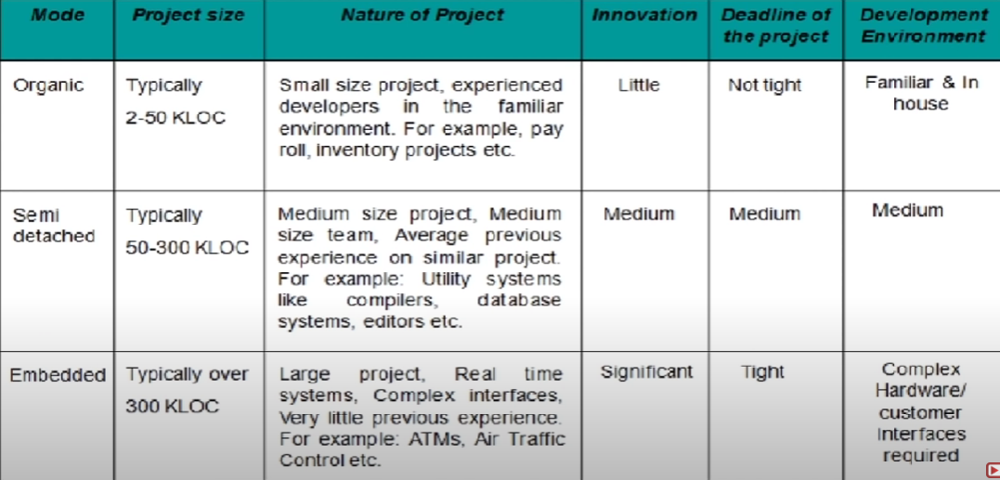 Mode
Project size
Nature of Project
Innovation
Deadline of
the project
Development
Environment
Organic
Typically
2-50 KLOC
Small size project, experienced
developers in the familiar
environment. For example, pay
roll, inventory projects etc.
Little
Not tight
Familiar & In
house
Semi
detached
Typically
50-300 KLOC
Medium size project, Medium
size team, Average previous
experience on similar project.
For example: Utility systems
like compilers, database
systems, editors etc.
Medium
Medium
Medium
Embedded
Typically over
300 KLOC
Large project, Real time
systems, Complex interfaces,
Very little previous experience.
For example: ATMs, Air Traffic
Control etc.
Significant
Tight
Complex
Hardware/
customer
Interfaces
required